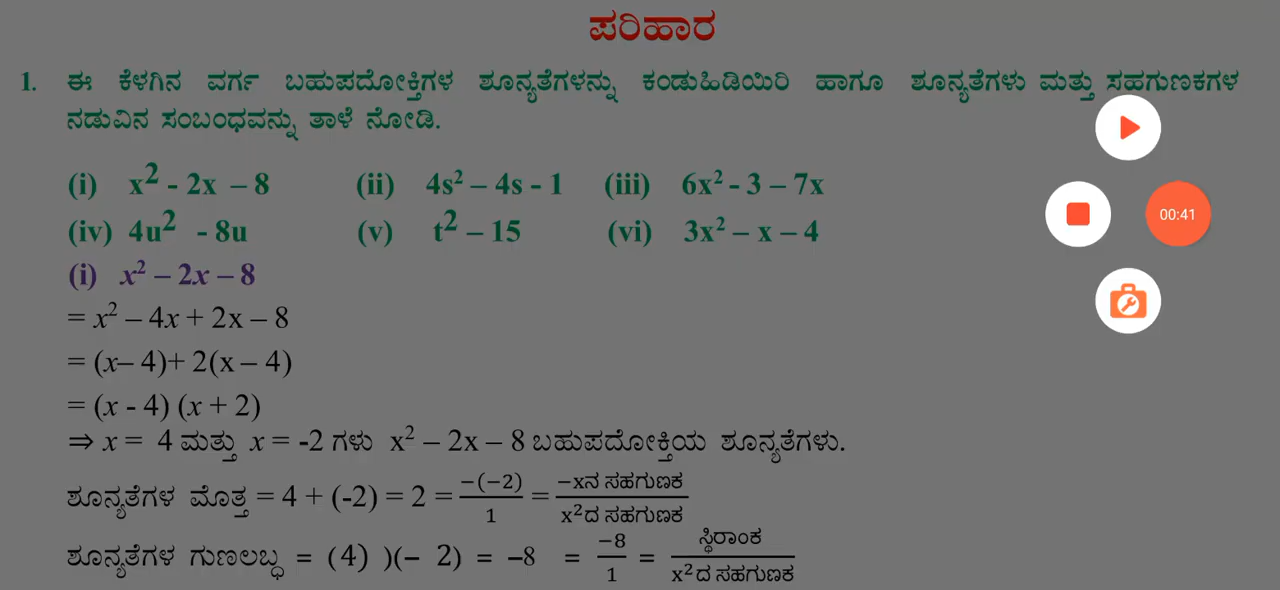 ಪರಿಹಾರ
1. ಈ ಕೆಳಗಿನ ವರ್ಗ ಬಹುಪದೋಕ್ತಿಗಳ ಶೂನ್ಯತೆಗಳನ್ನು ಕಂಡುಹಿಡಿಯಿರಿ ಹಾಗೂ ಶೂನ್ಯತೆಗಳು ಮತ್ತು ಸಹಗುಣಕಗಳ
ನಡುವಿನ ಸಂಬಂಧವನ್ನು ತಾಳೆ ನೋಡಿ.
(i) x² - 2x – 8 (ii) 4s² – 4s - 1 (iii) 6x² - 3 – 7x
(iv) 4u² - 8u (v) t² – 15 (vi) 3x² – x – 4
(i) x² – 2x – 8
= x² – 4x + 2x – 8
= (x– 4)+ 2(x – 4)
= (x - 4) (x + 2)
⇒ x = 4 ಮತ್ತು x = -2 ಗಳು x² – 2x – 8 ಬಹುಪದೋಕ್ತಿಯ ಶೂನ್ಯತೆಗಳು.
ಶೂನ್ಯತೆಗಳ ಮೊತ್ತ = 4 + (-2) = 2 = −(−2)/1 = −xನ ಸಹಗುಣಕ/x²ದ ಸಹಗುಣಕ
ಶೂನ್ಯತೆಗಳ ಗುಣಲಬ್ಧ = (4) )(− 2) = −8 = −8/1 = ಸ್ಥಿರಾಂಕ/x²ದ ಸಹಗುಣಕ
00:41